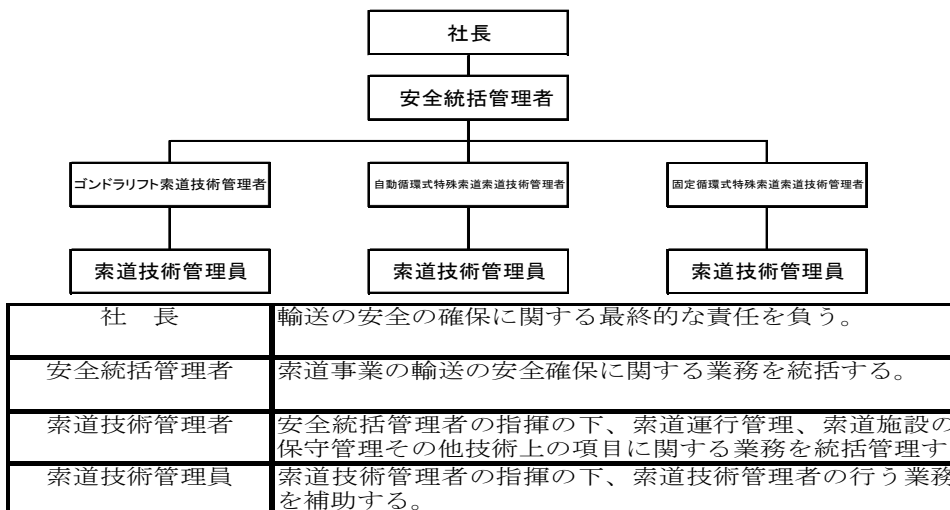 社長
安全統括管理者
ゴンドラリフト索道技術管理者
自動循環式特殊索道索道技術管理者
固定循環式特殊索道索道技術管理者
索道技術管理員
索道技術管理員
索道技術管理員
社　長
輸送の安全の確保に関する最終的な責任を負う。
安全統括管理者
索道事業の輸送の安全確保に関する業務を統括する。
索道技術管理者
安全統括管理者の指揮の下、索道運行管理、索道施設の
保守管理その他技術上の項目に関する業務を統括管理す
索道技術管理員
索道技術管理者の指揮の下、索道技術管理者の行う業務
を補助する。